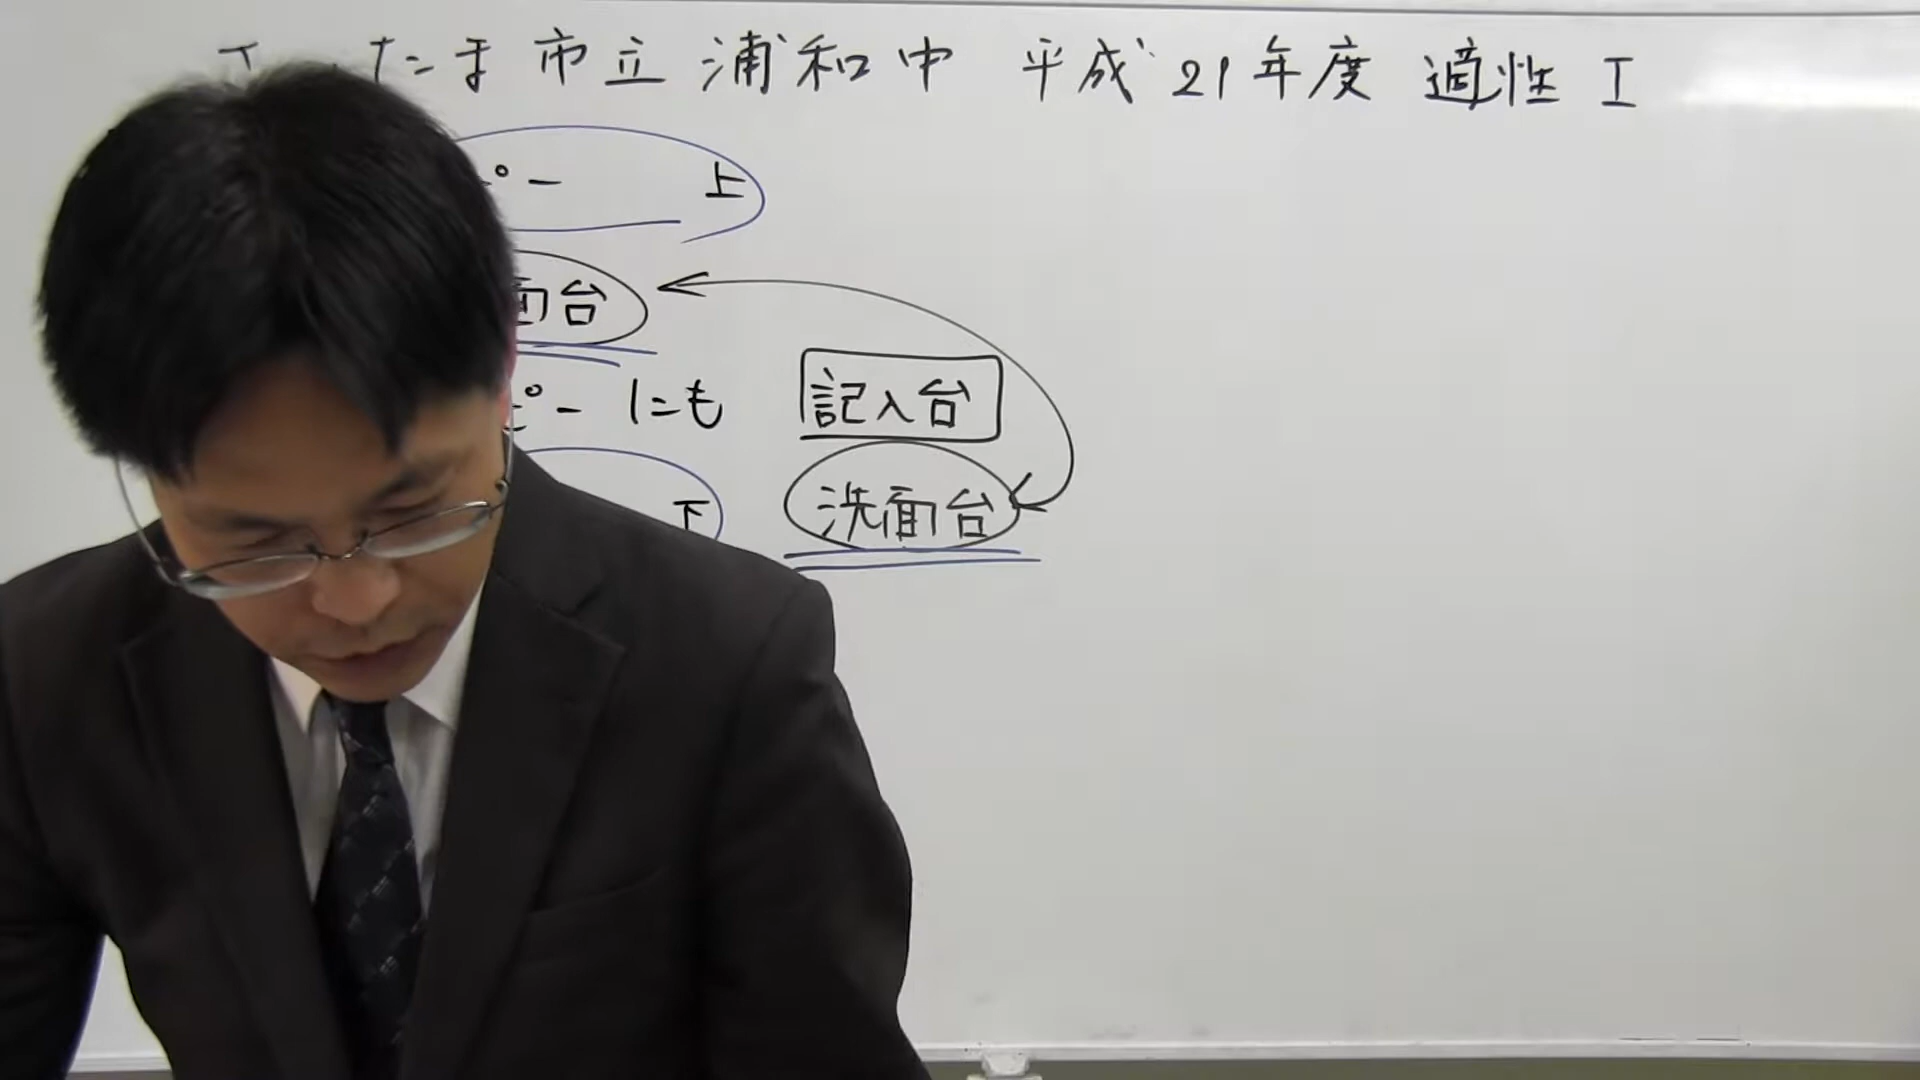 たま市立浦和中 平成21年度 適性 I
ピー 上
面台
ピーにも 記入台
下 洗面台